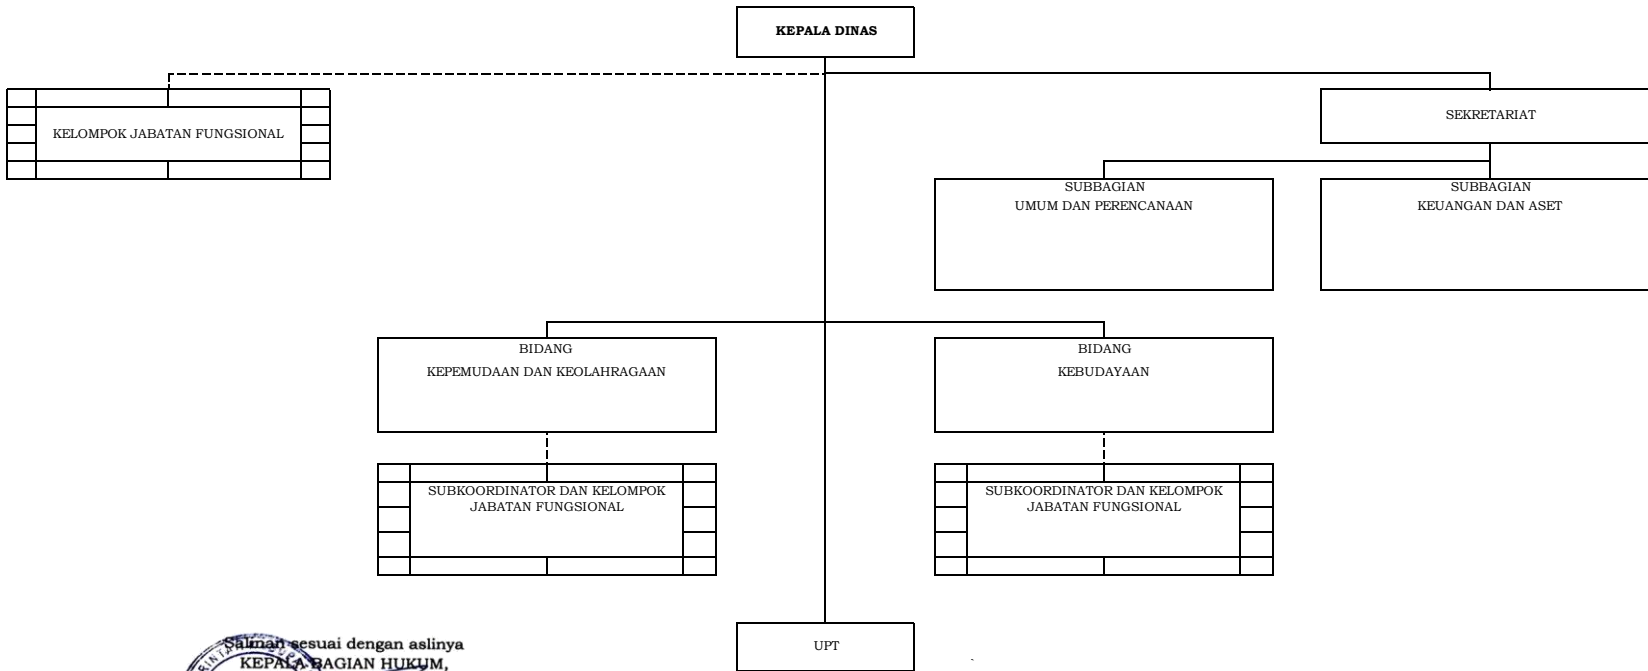 KEPALA DINAS
KELOMPOK JABATAN FUNGSIONAL
SEKRETARIAT
SUBBAGIAN
UMUM DAN PERENCANAAN
SUBBAGIAN
KEUANGAN DAN ASET
BIDANG
KEPEMUDAAN DAN KEOLAHRAGAAN
BIDANG
KEBUDAYAAN
SUBKOORDINATOR DAN KELOMPOK
JABATAN FUNGSIONAL
SUBKOORDINATOR DAN KELOMPOK
JABATAN FUNGSIONAL
UPT
Salinan sesuai dengan aslinya
KEPALA BAGIAN HUKUM,